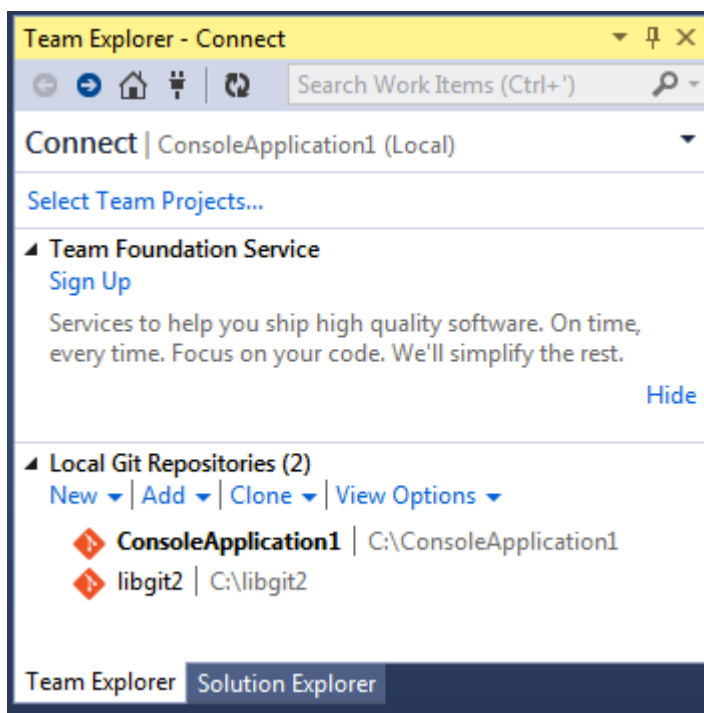 Team Explorer - Connect
Search Work Items (Ctrl+')
Connect | ConsoleApplication1 (Local)
Select Team Projects...
Team Foundation Service
Sign Up
Services to help you ship high quality software. On time,
every time. Focus on your code. We'll simplify the rest.
Hide
Local Git Repositories (2)
New | Add | Clone | View Options
ConsoleApplication1 | C:\ConsoleApplication1
libgit2 | C:\libgit2
Team Explorer Solution Explorer